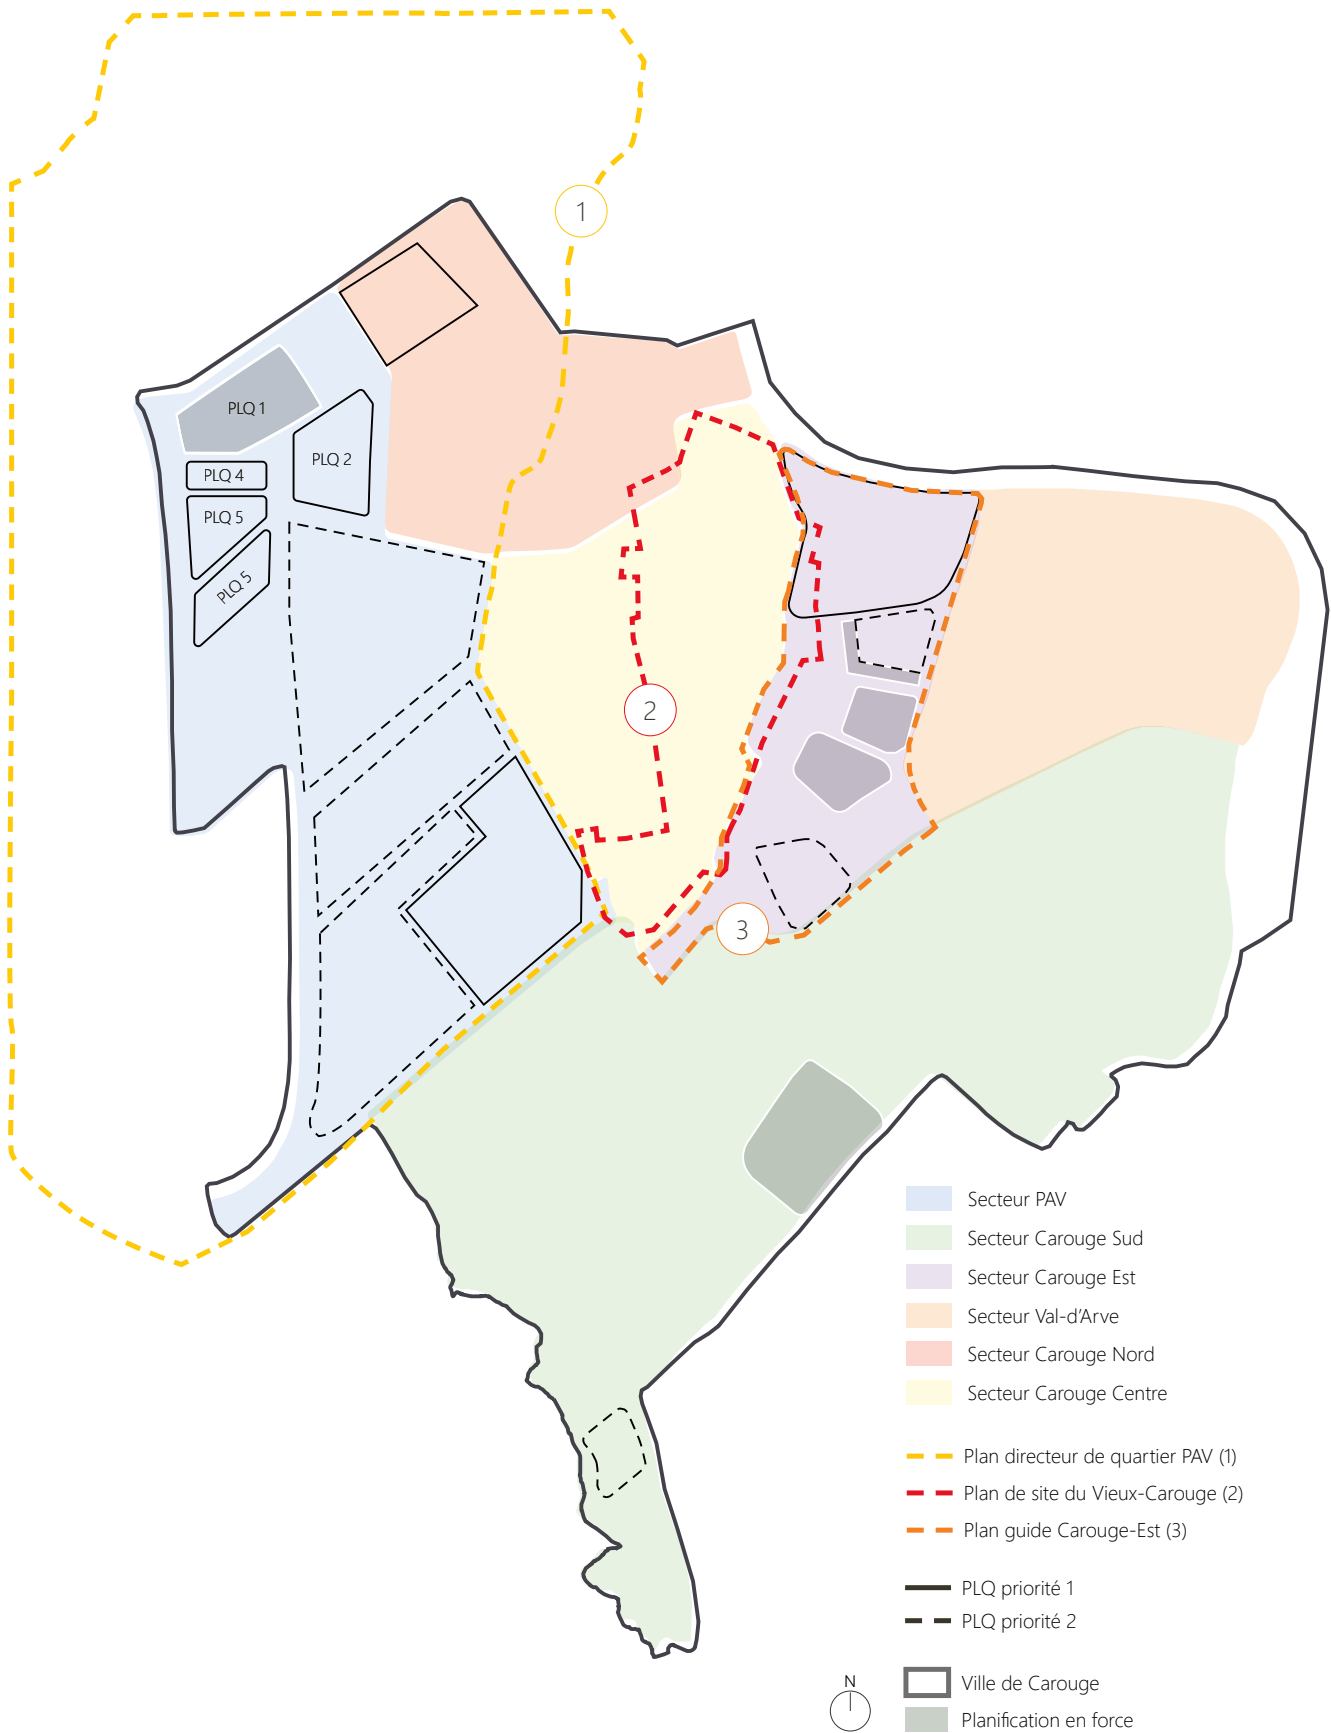 1
PLQ 1
PLQ 2
PLQ 4
PLQ 5
PLQ 5
2
3
Secteur PAV
Secteur Carouge Sud
Secteur Carouge Est
Secteur Val-d'Arve
Secteur Carouge Nord
Secteur Carouge Centre
Plan directeur de quartier PAV (1)
Plan de site du Vieux-Carouge (2)
Plan guide Carouge-Est (3)
PLQ priorité 1
PLQ priorité 2
N
Ville de Carouge
Planification en force